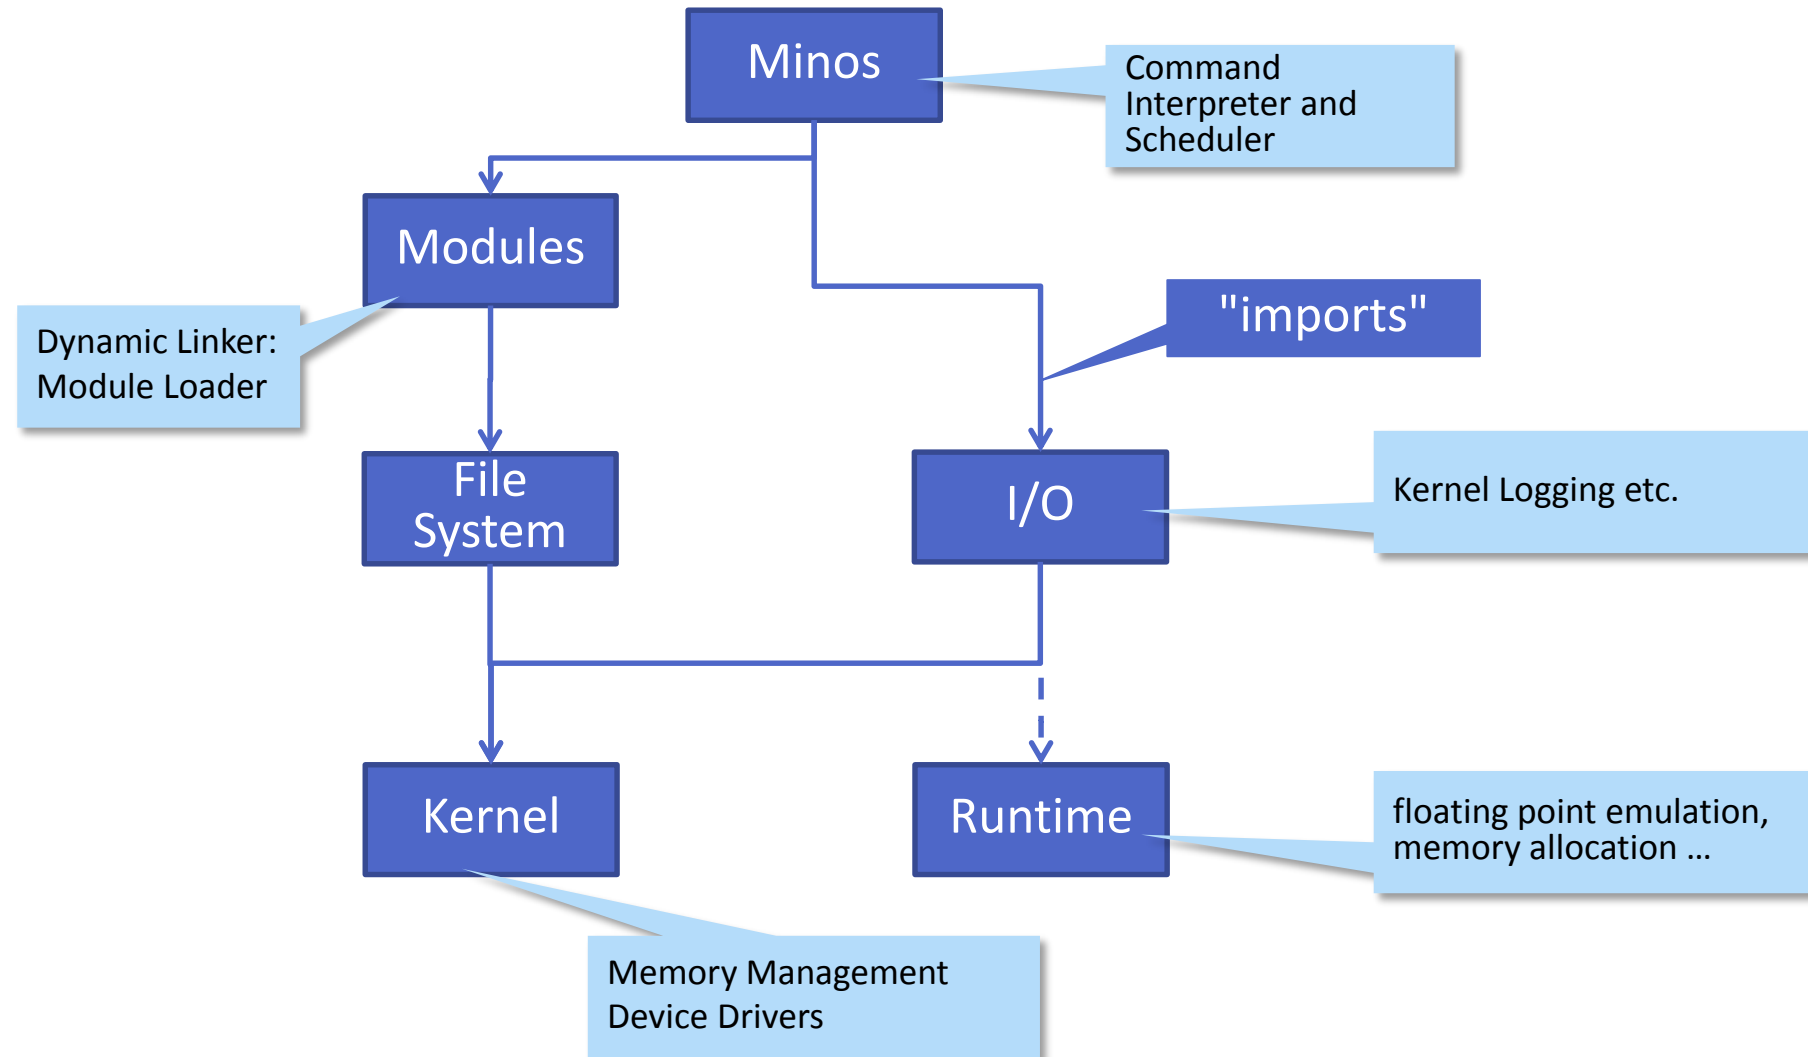 Minos
Command
Interpreter and
Scheduler
Modules
"imports"
Dynamic Linker:
Module Loader
File
System
I/O
Kernel Logging etc.
Kernel
Runtime
floating point emulation,
memory allocation ...
Memory Management
Device Drivers